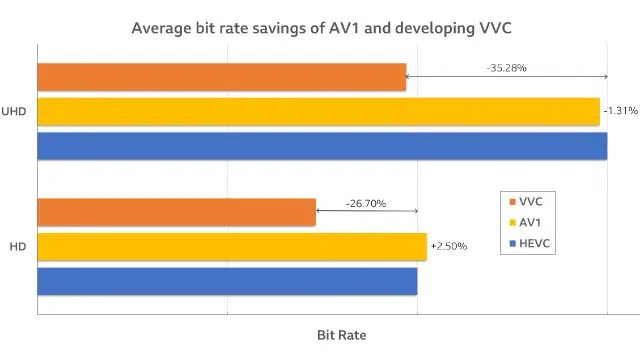 Average bit rate savings of AV1 and developing VVC
-35.28%
UHD
-1.31%
-26.70%
VVC
AV1
HEVC
HD
+2.50%
Bit Rate